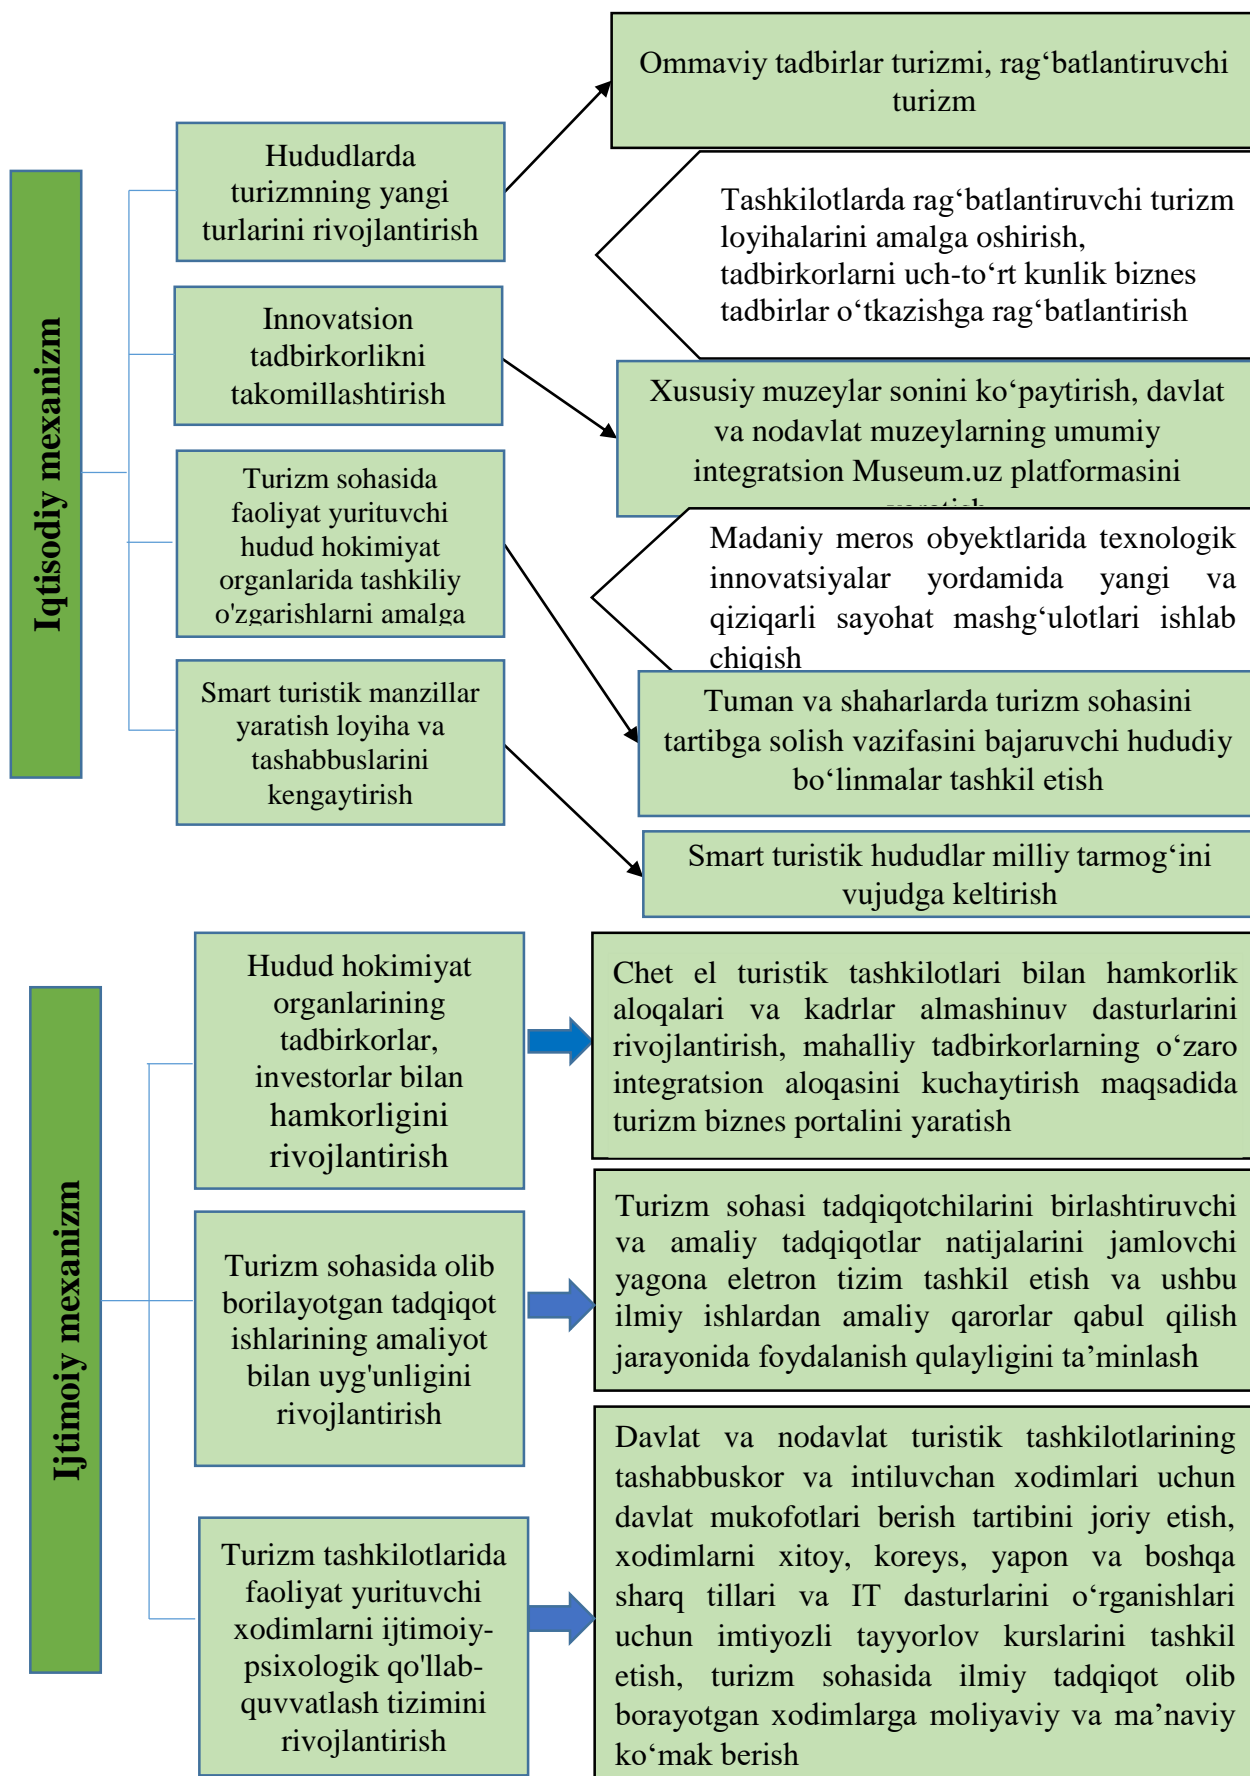 Iqtisodiy mexanizm
Hududlarda
turizmning yangi
turlarini rivojlantirish
Ommaviy tadbirlar turizmi, rag‘batlantiruvchi
turizm
Tashkilotlarda rag‘batlantiruvchi turizm
loyihalarini amalga oshirish,
tadbirkorlarni uch-to‘rt kunlik biznes
tadbirlar o‘tkazishga rag‘batlantirish
Innovatsion
tadbirkorlikni
takomillashtirish
Xususiy muzeylar sonini ko‘paytirish, davlat
va nodavlat muzeylarning umumiy
integratsion Museum.uz platformasini
Madaniy meros obyektlarida texnologik
innovatsiyalar yordamida yangi va
qiziqarli sayohat mashg‘ulotlari ishlab
chiqish
Turizm sohasida
faoliyat yurituvchi
hudud hokimiyat
organlarida tashkiliy
o'zgarishlarni amalga
Tuman va shaharlarda turizm sohasini
tartibga solish vazifasini bajaruvchi hududiy
bo‘linmalar tashkil etish
Smart turistik manzillar
yaratish loyiha va
tashabbuslarini
kengaytirish
Smart turistik hududlar milliy tarmog‘ini
vujudga keltirish
Ijtimoiy mexanizm
Hudud hokimiyat
organlarining
tadbirkorlar,
investorlar bilan
hamkorligini
rivojlantirish
Chet el turistik tashkilotlari bilan hamkorlik
aloqalari va kadrlar almashinuv dasturlarini
rivojlantirish, mahalliy tadbirkorlarning o‘zaro
integratsion aloqasini kuchaytirish maqsadida
turizm biznes portalini yaratish
Turizm sohasida olib
borilayotgan tadqiqot
ishlarining amaliyot
bilan uyg'unligini
rivojlantirish
Turizm sohasi tadqiqotchilarini birlashtiruvchi
va amaliy tadqiqotlar natijalarini jamlovchi
yagona eletron tizim tashkil etish va ushbu
ilmiy ishlardan amaliy qarorlar qabul qilish
jarayonida foydalanish qulayligini ta’minlash
Turizm tashkilotlarida
faoliyat yurituvchi
xodimlarni ijtimoiy-
psixologik qo'llab-
quvvatlash tizimini
rivojlantirish
Davlat va nodavlat turistik tashkilotlarining
tashabbuskor va intiluvchan xodimlari uchun
davlat mukofotlari berish tartibini joriy etish,
xodimlarni xitoy, koreys, yapon va boshqa
sharq tillari va IT dasturlarini o‘rganishlari
uchun imtiyozli tayyorlov kurslarini tashkil
etish, turizm sohasida ilmiy tadqiqot olib
borayotgan xodimlarga moliyaviy va ma’naviy
ko‘mak berish